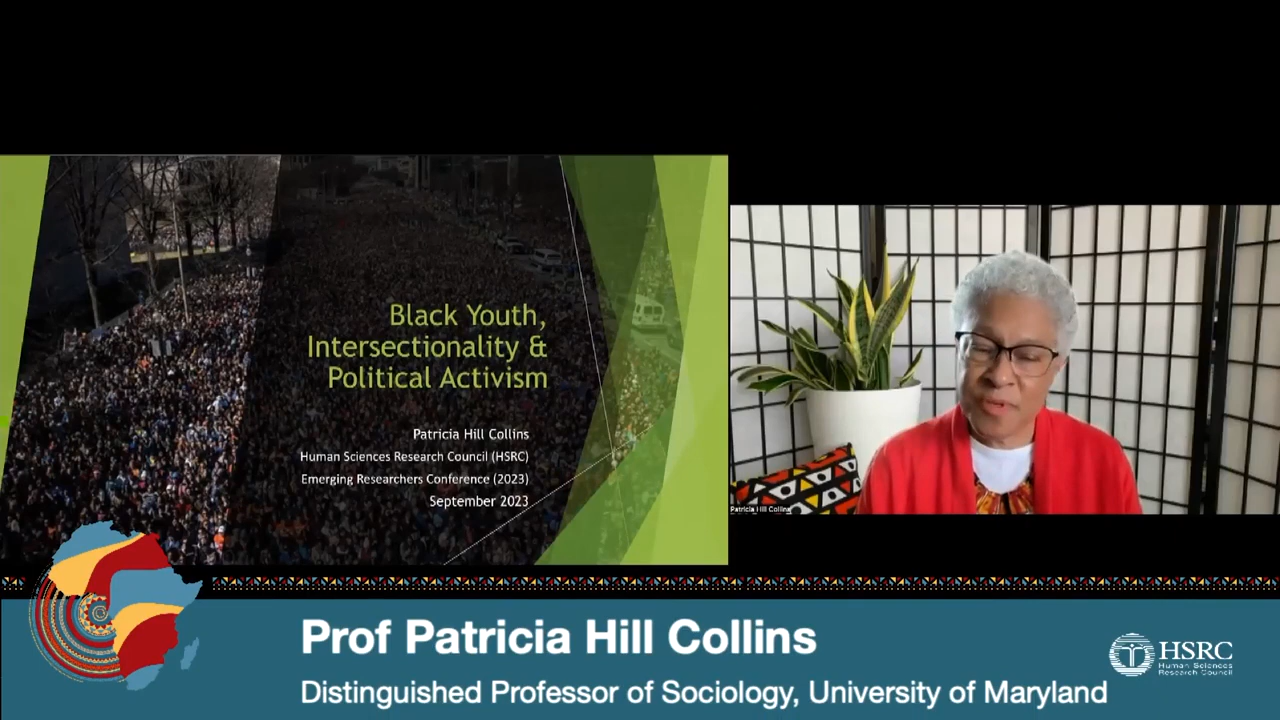 Black Youth,
Intersectionality &
Political Activism
Patricia Hill Collins
Human Sciences Research Council (HSRC)
Emerging Researchers Conference (2023)
September 2023
Patricia Hill Collins
Prof Patricia Hill Collins
Distinguished Professor of Sociology, University of Maryland
HSRC
Human Sciences
Research Council